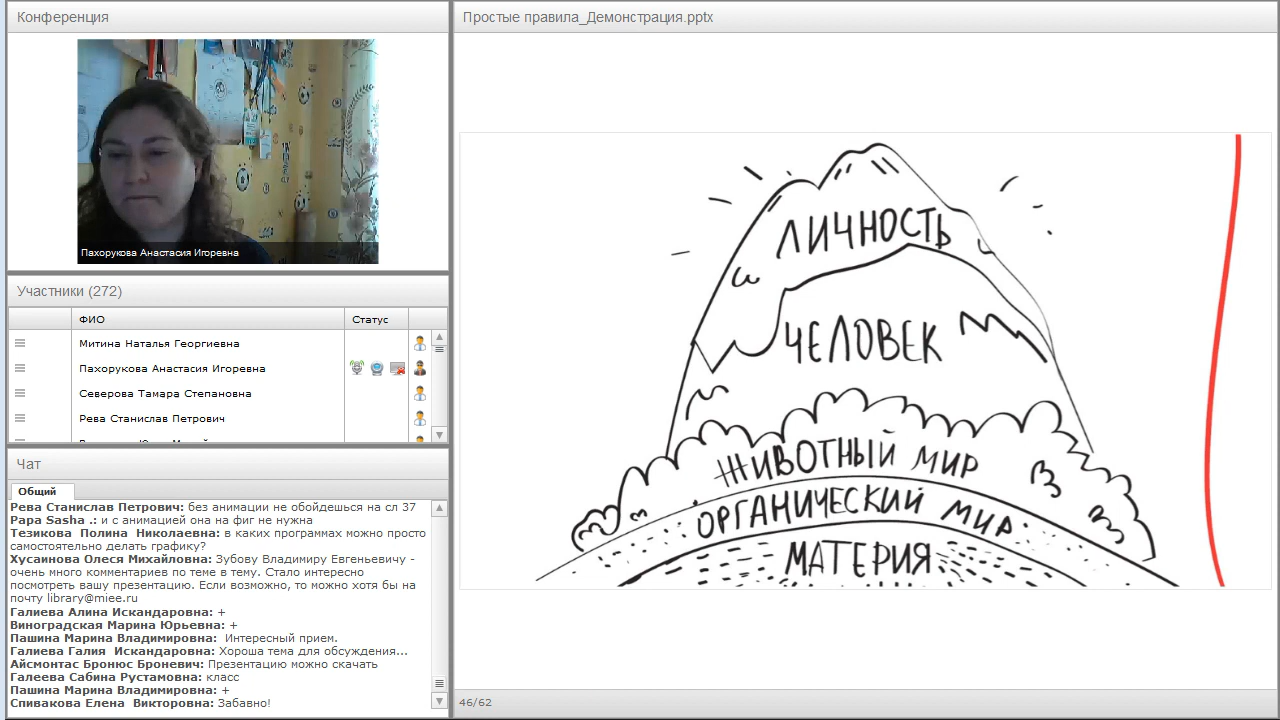 Конференция
Пахорукова Анастасия Игоревна
Участники (272)
ФИО
Статус
Митина Наталья Георгиевна
Пахорукова Анастасия Игоревна
Северова Тамара Степановна
Рева Станислав Петрович
Чат
Общий
Рева Станислав Петрович: без анимации не обойдешься на сл 37
Papa Sasha .: и с анимацией она на фиг не нужна
Тезикова Полина Николаевна: в каких программах можно просто
самостоятельно делать графику?
Хусаинова Олеся Михайловна: Зубову Владимиру Евгеньевичу -
очень много комментариев по теме в тему. Стало интересно
посмотреть вашу презентацию. Если возможно, то можно хотя бы на
почту library@miee.ru
Галиева Алина Искандаровна: +
Виноградская Марина Юрьевна: +
Пашина Марина Владимировна: Интересный прием.
Галиева Галия Искандаровна: Хороша тема для обсуждения...
Айсмонтас Бронюс Броневич: Презентацию можно скачать
Галеева Сабина Рустамовна: класс
Пашина Марина Владимировна: +
Спивакова Елена Викторовна: Забавно!
Простые правила_Демонстрация.pptx
ЛИЧНОСТЬ
ЧЕЛОВЕК
ЖИВОТНЫЙ МИР
ОРГАНИЧЕСКИЙ МИР
МАТЕРИЯ
46/62